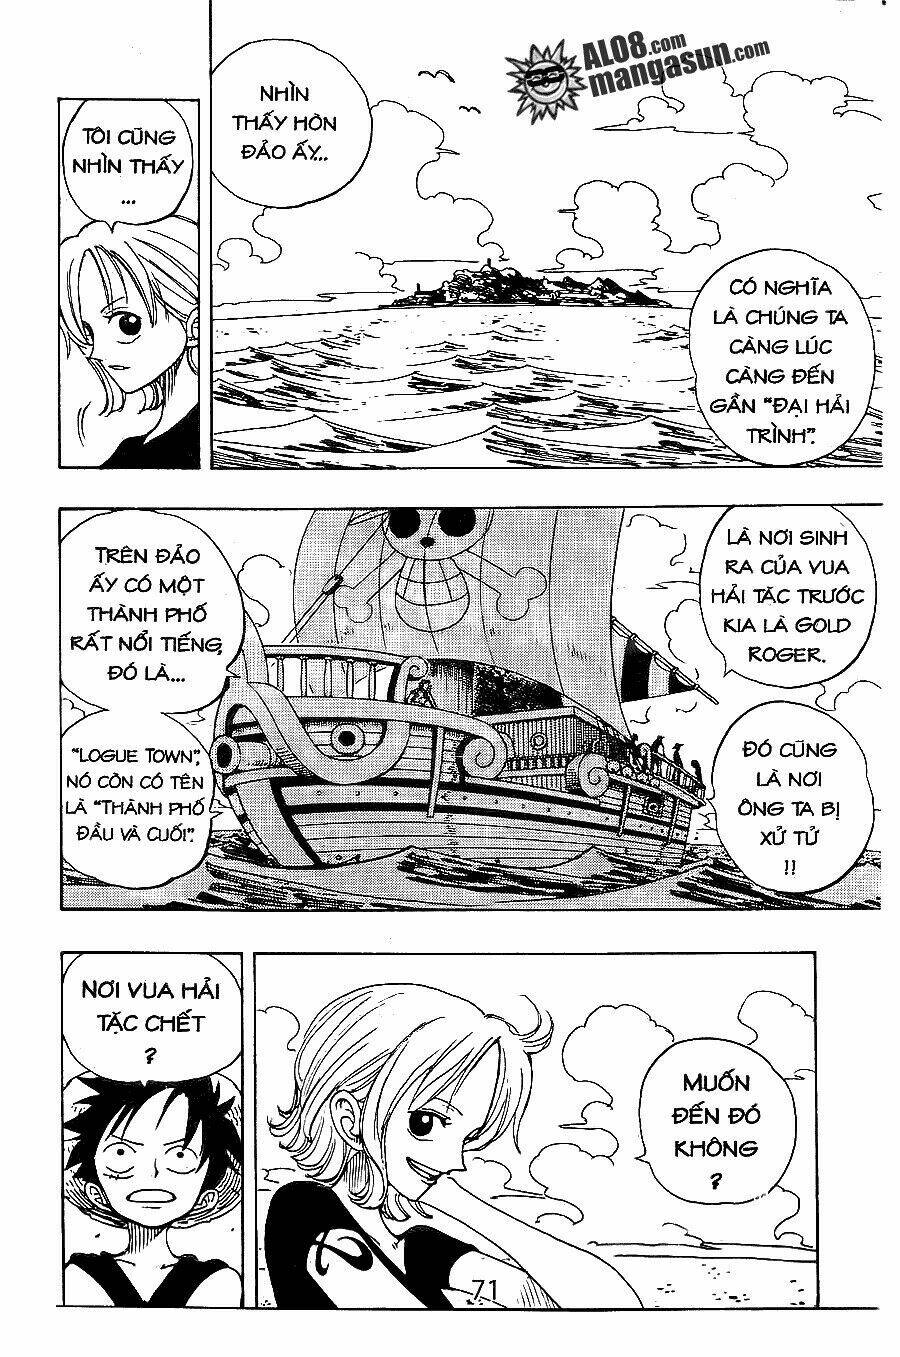 AL08.com
mangasun.com
NHÌN
THẤY HÒN
ĐẢO ẤY...
TÔI CŨNG
NHÌN THẤY
...
CÓ NGHĨA
LÀ CHÚNG TA
CÀNG LÚC
CÀNG ĐẾN
GẦN "ĐẠI HẢI
TRÌNH".
TRÊN ĐẢO
ẤY CÓ MỘT
THÀNH PHỐ
RẤT NỔI TIẾNG,
ĐÓ LÀ...
"LOGUE TOWN",
NÓ CÒN CÓ TÊN
LÀ "THÀNH PHỐ
ĐẦU VÀ CUỐI".
LÀ NƠI SINH
RA CỦA VUA
HẢI TẶC TRƯỚC
KIA LÀ GOLD
ROGER.
ĐÓ CŨNG
LÀ NƠI
ÔNG TA BỊ
XỬ TỬ
!!
NƠI VUA HẢI
TẶC CHẾT
?
MUỐN
ĐẾN ĐÓ
KHÔNG
?
71